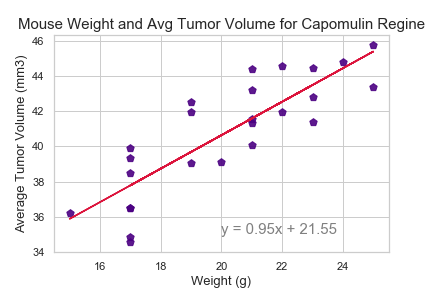 Mouse Weight and Avg Tumor Volume for Capomulin Regine
46
44
42
40
38
36
34
Average Tumor Volume (mm3)
y = 0.95x + 21.55
16 18 20 22 24
Weight (g)